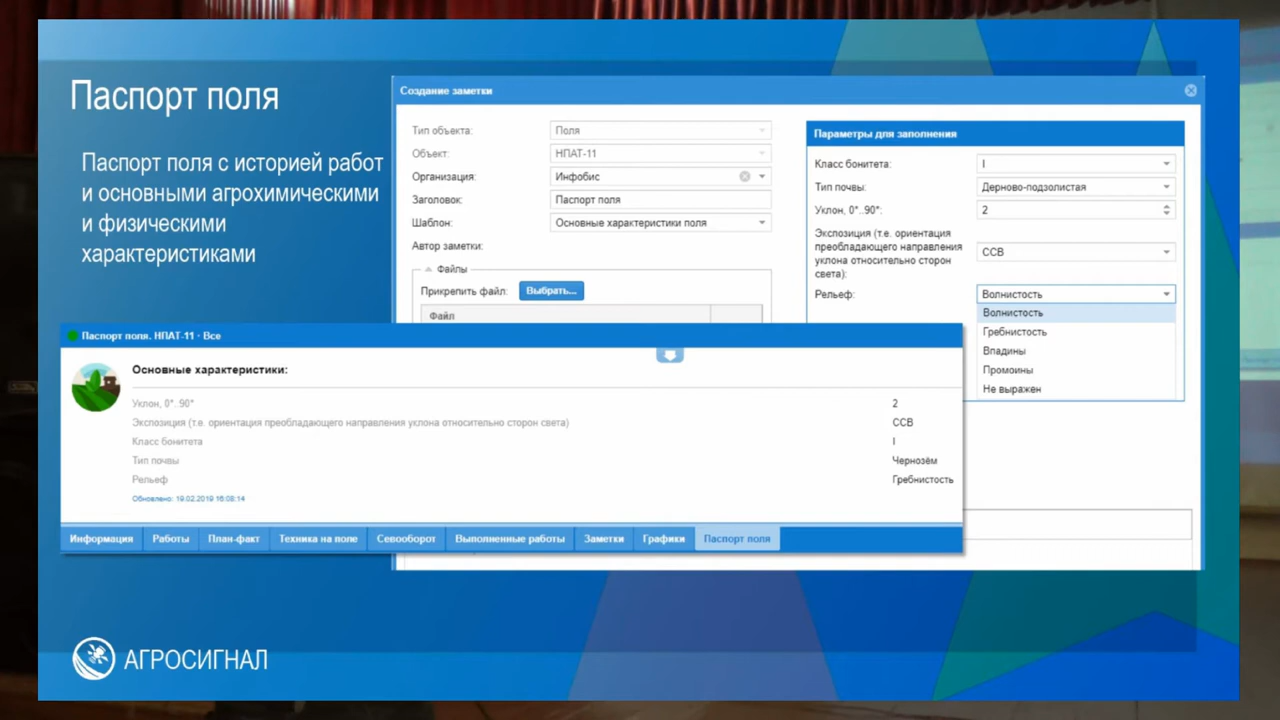 Паспорт поля
Паспорт поля с историей работ
и основными агрохимическими
и физическими
характеристиками
Создание заметки
Тип объекта: Поля
Объект: НПАТ-11
Организация: Инфобис
Заголовок: Паспорт поля
Шаблон: Основные характеристики поля
Автор заметки:
Файлы
Прикрепить файл: Выбрать...
Файл
Параметры для заполнения
Класс бонитета: I
Тип почвы: Дерново-подзолистая
Уклон, 0°..90°: 2
Экспозиция (т.е. ориентация
преобладающего направления
уклона относительно сторон
света): ССВ
Рельеф: Волнистость
Волнистость
Гребнистость
Впадины
Промоины
Не выражен
Паспорт поля. НПАТ-11 - Все
Основные характеристики:
Уклон, 0°..90° 2
Экспозиция (т.е. ориентация преобладающего направления уклона относительно сторон света) ССВ
Класс бонитета I
Тип почвы Чернозём
Рельеф Гребнистость
Обновлено: 19.02.2019 16:08:14
Информация Работы План-факт Техника на поле Севооборот Выполненные работы Заметки Графики Паспорт поля
АГРОСИГНАЛ